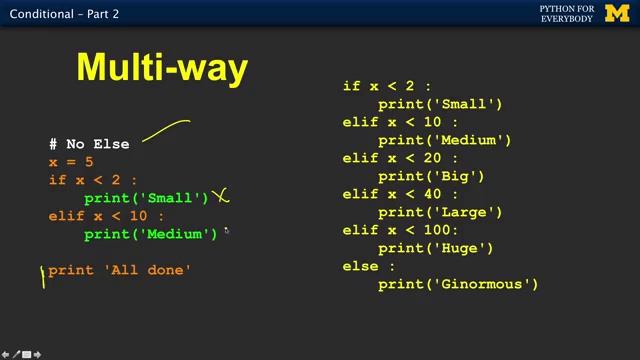 Conditional – Part 2
PYTHON FOR
EVERYBODY
M
Multi-way
# No Else
x = 5
if x < 2 :
print('Small')
elif x < 10 :
print('Medium')
print 'All done'
if x < 2 :
print('Small')
elif x < 10 :
print('Medium')
elif x < 20 :
print('Big')
elif x < 40 :
print('Large')
elif x < 100:
print('Huge')
else :
print('Ginormous')